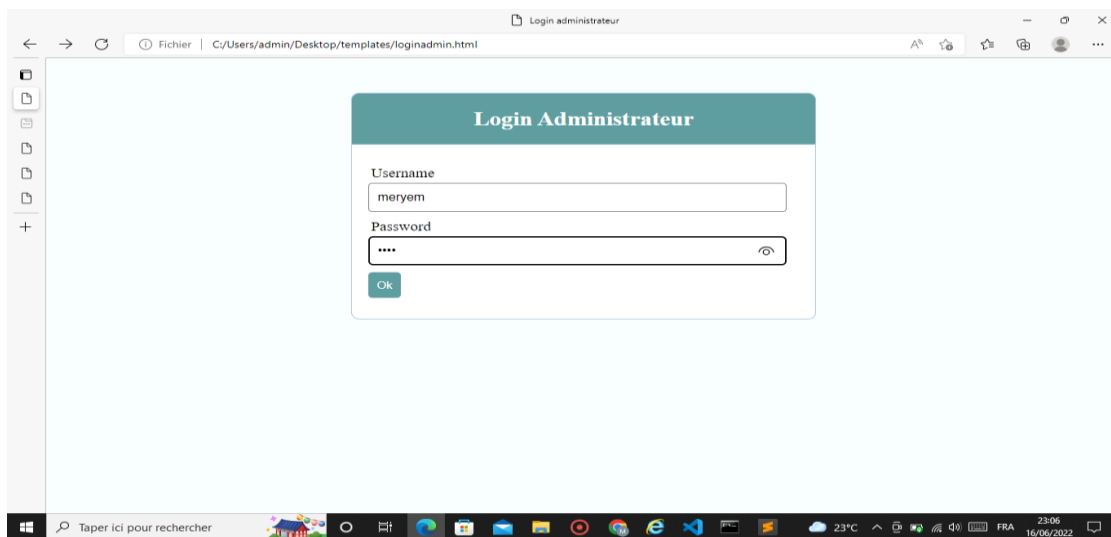 Login administrateur
Fichier | C:/Users/admin/Desktop/templates/loginadmin.html
Login Administrateur
Username
meryem
Password
••••
Ok
Taper ici pour rechercher
23°C
FRA
23:06
16/06/2022